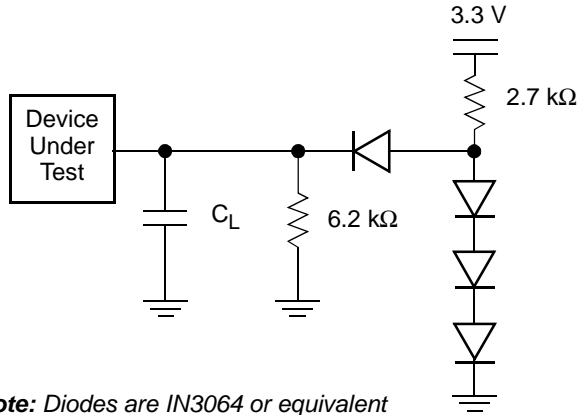 3.3 V
2.7 kΩ
Device
Under
Test
C_L
6.2 kΩ
ote: Diodes are IN3064 or equivalent